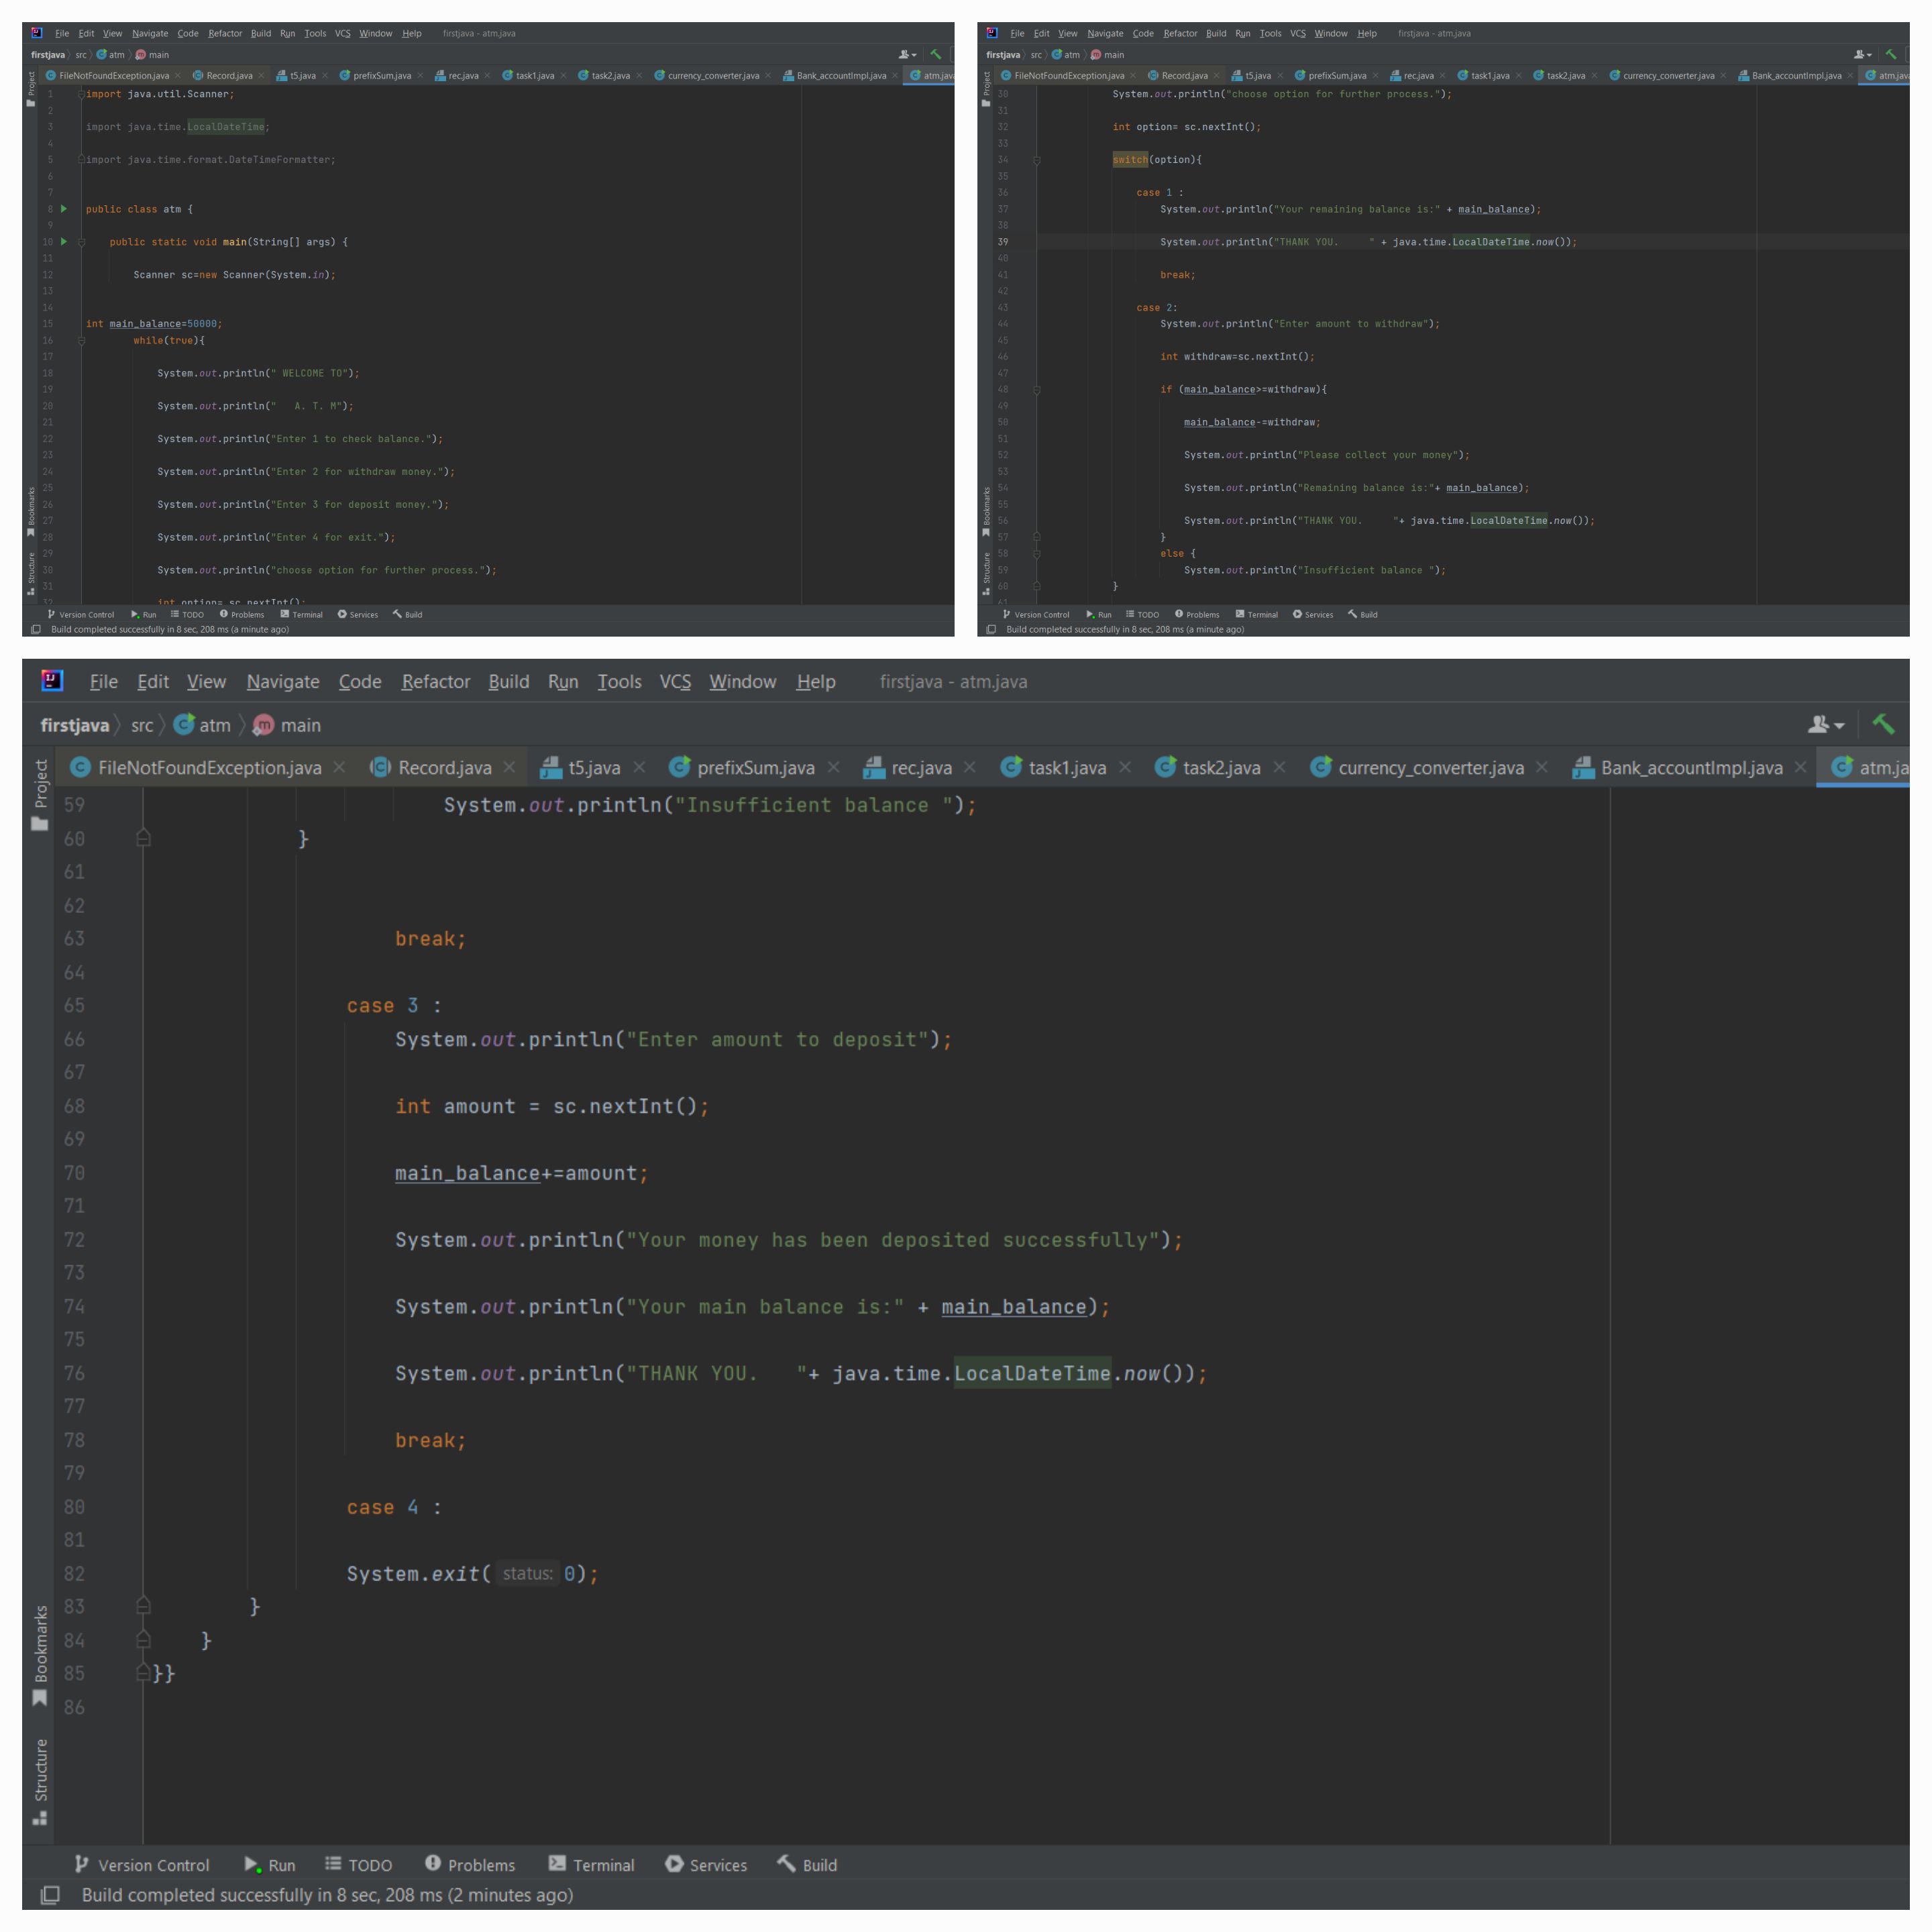 File Edit View Navigate Code Refactor Build Run Tools VCS Window Help firstjava - atm.java
firstjava src atm main
Project
FileNotFoundException.java Record.java t5.java prefixSum.java rec.java task1.java task2.java currency_converter.java Bank_accountImpl.java atm.java
1 import java.util.Scanner;
2
3 import java.time.LocalDateTime;
4
5 import java.time.format.DateTimeFormatter;
6
7
8 public class atm {
9
10 public static void main(String[] args) {
11
12 Scanner sc=new Scanner(System.in);
13
14
15 int main_balance=50000;
16 while(true){
17
18 System.out.println(" WELCOME TO");
19
20 System.out.println("   A. T. M");
21
22 System.out.println("Enter 1 to check balance.");
23
24 System.out.println("Enter 2 for withdraw money.");
25
26 System.out.println("Enter 3 for deposit money.");
27
28 System.out.println("Enter 4 for exit.");
29
30 System.out.println("choose option for further process.");
31
32 int option= sc.nextInt();
Bookmarks
Structure
Version Control Run TODO Problems Terminal Services Build
Build completed successfully in 8 sec, 208 ms (a minute ago)
File Edit View Navigate Code Refactor Build Run Tools VCS Window Help firstjava - atm.java
firstjava src atm main
Project
FileNotFoundException.java Record.java t5.java prefixSum.java rec.java task1.java task2.java currency_converter.java Bank_accountImpl.java atm.java
30 System.out.println("choose option for further process.");
31
32 int option= sc.nextInt();
33
34 switch(option){
35
36 case 1 :
37 System.out.println("Your remaining balance is:" + main_balance);
38
39 System.out.println("THANK YOU.     " + java.time.LocalDateTime.now());
40
41 break;
42
43 case 2:
44 System.out.println("Enter amount to withdraw");
45
46 int withdraw=sc.nextInt();
47
48 if (main_balance>=withdraw){
49
50 main_balance-=withdraw;
51
52 System.out.println("Please collect your money");
53
54 System.out.println("Remaining balance is:"+ main_balance);
55
56 System.out.println("THANK YOU.     "+ java.time.LocalDateTime.now());
57 }
58 else {
59 System.out.println("Insufficient balance ");
60 }
61
Bookmarks
Structure
Version Control Run TODO Problems Terminal Services Build
Build completed successfully in 8 sec, 208 ms (a minute ago)
File Edit View Navigate Code Refactor Build Run Tools VCS Window Help firstjava - atm.java
firstjava src atm main
Project
FileNotFoundException.java Record.java t5.java prefixSum.java rec.java task1.java task2.java currency_converter.java Bank_accountImpl.java atm.ja
59 System.out.println("Insufficient balance ");
60 }
61
62
63 break;
64
65 case 3 :
66 System.out.println("Enter amount to deposit");
67
68 int amount = sc.nextInt();
69
70 main_balance+=amount;
71
72 System.out.println("Your money has been deposited successfully");
73
74 System.out.println("Your main balance is:" + main_balance);
75
76 System.out.println("THANK YOU.   "+ java.time.LocalDateTime.now());
77
78 break;
79
80 case 4 :
81
82 System.exit( status: 0);
83 }
84 }
85 }}
86
Bookmarks
Structure
Version Control Run TODO Problems Terminal Services Build
Build completed successfully in 8 sec, 208 ms (2 minutes ago)